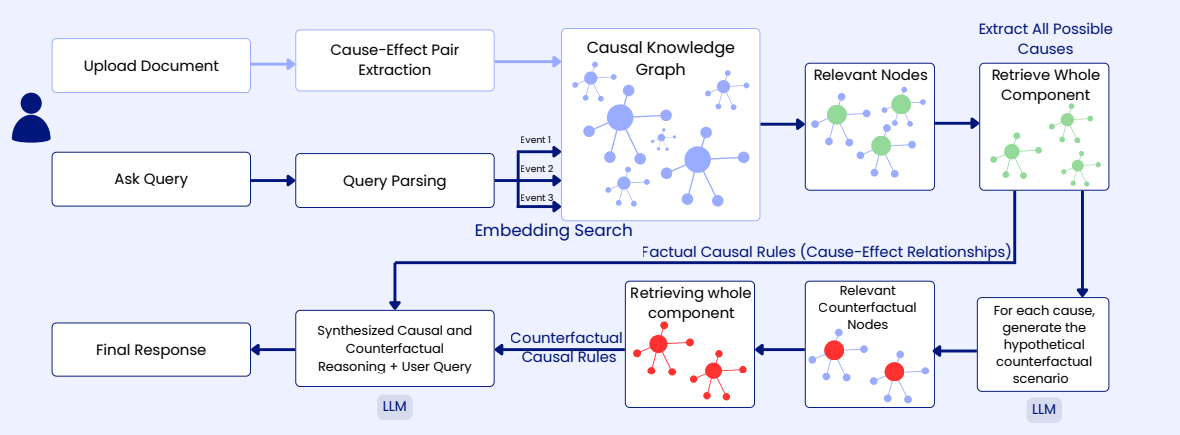 Upload Document
Cause-Effect Pair
Extraction
Causal Knowledge
Graph
Relevant Nodes
Extract All Possible
Causes
Retrieve Whole
Component
Ask Query
Query Parsing
Event 1
Event 2
Event 3
Embedding Search
Factual Causal Rules (Cause-Effect Relationships)
Final Response
Synthesized Causal and
Counterfactual
Reasoning + User Query
LLM
Counterfactual
Causal Rules
Retrieving whole
component
Relevant
Counterfactual
Nodes
For each cause,
generate the
hypothetical
counterfactual
scenario
LLM